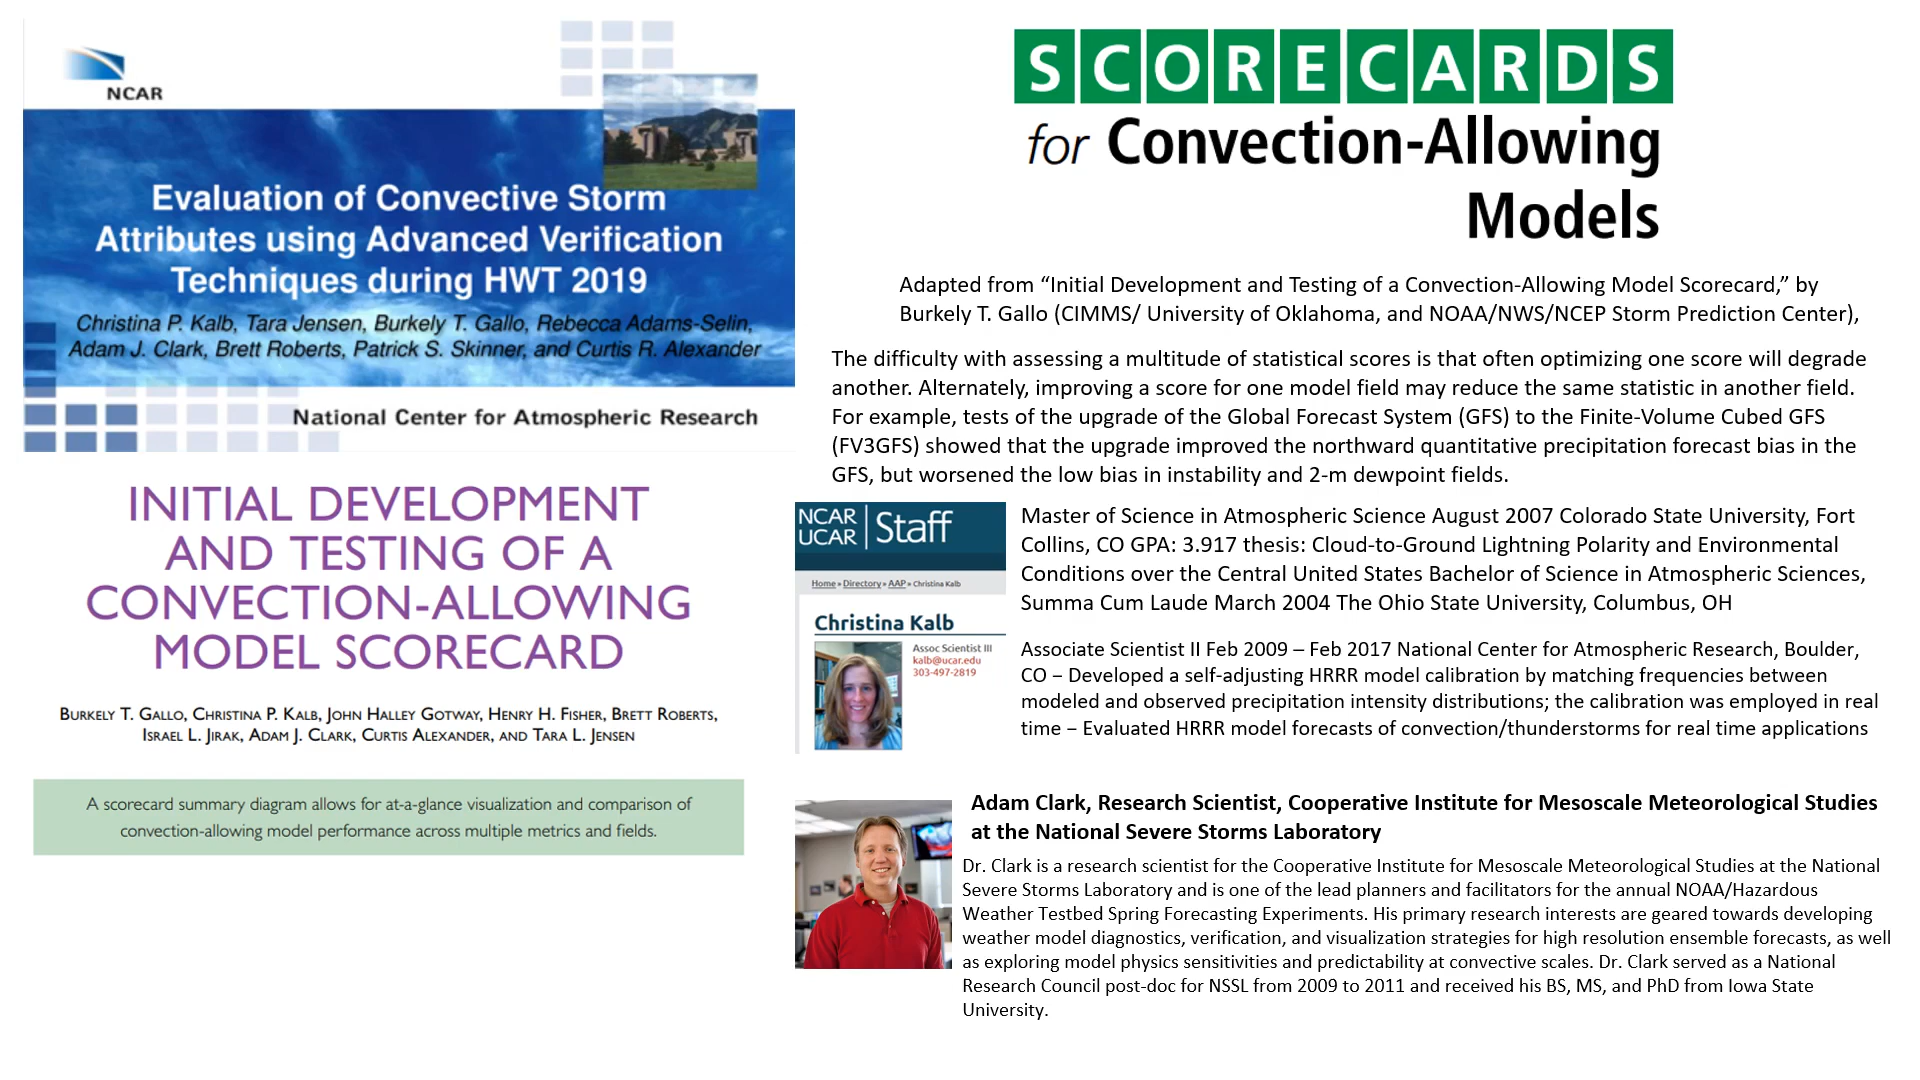 NCAR
Evaluation of Convective Storm
Attributes using Advanced Verification
Techniques during HWT 2019
Christina P. Kalb, Tara Jensen, Burkely T. Gallo, Rebecca Adams-Selin,
Adam J. Clark, Brett Roberts, Patrick S. Skinner, and Curtis R. Alexander
National Center for Atmospheric Research
INITIAL DEVELOPMENT
AND TESTING OF A
CONVECTION-ALLOWING
MODEL SCORECARD
BURKELY T. GALLO, CHRISTINA P. KALB, JOHN HALLEY GOTWAY, HENRY H. FISHER, BRETT ROBERTS,
ISRAEL L. JIRAK, ADAM J. CLARK, CURTIS ALEXANDER, AND TARA L. JENSEN
A scorecard summary diagram allows for at-a-glance visualization and comparison of
convection-allowing model performance across multiple metrics and fields.
SCORECARDS
for Convection-Allowing
Models
Adapted from “Initial Development and Testing of a Convection-Allowing Model Scorecard,” by
Burkely T. Gallo (CIMMS/ University of Oklahoma, and NOAA/NWS/NCEP Storm Prediction Center),
The difficulty with assessing a multitude of statistical scores is that often optimizing one score will degrade
another. Alternately, improving a score for one model field may reduce the same statistic in another field.
For example, tests of the upgrade of the Global Forecast System (GFS) to the Finite-Volume Cubed GFS
(FV3GFS) showed that the upgrade improved the northward quantitative precipitation forecast bias in the
GFS, but worsened the low bias in instability and 2-m dewpoint fields.
NCAR
UCAR
Staff
Home » Directory » AAP » Christina Kalb
Christina Kalb
Assoc Scientist III
kalb@ucar.edu
303-497-2819
Master of Science in Atmospheric Science August 2007 Colorado State University, Fort
Collins, CO GPA: 3.917 thesis: Cloud-to-Ground Lightning Polarity and Environmental
Conditions over the Central United States Bachelor of Science in Atmospheric Sciences,
Summa Cum Laude March 2004 The Ohio State University, Columbus, OH
Associate Scientist II Feb 2009 – Feb 2017 National Center for Atmospheric Research, Boulder,
CO − Developed a self-adjusting HRRR model calibration by matching frequencies between
modeled and observed precipitation intensity distributions; the calibration was employed in real
time − Evaluated HRRR model forecasts of convection/thunderstorms for real time applications
Adam Clark, Research Scientist, Cooperative Institute for Mesoscale Meteorological Studies
at the National Severe Storms Laboratory
Dr. Clark is a research scientist for the Cooperative Institute for Mesoscale Meteorological Studies at the National
Severe Storms Laboratory and is one of the lead planners and facilitators for the annual NOAA/Hazardous
Weather Testbed Spring Forecasting Experiments. His primary research interests are geared towards developing
weather model diagnostics, verification, and visualization strategies for high resolution ensemble forecasts, as well
as exploring model physics sensitivities and predictability at convective scales. Dr. Clark served as a National
Research Council post-doc for NSSL from 2009 to 2011 and received his BS, MS, and PhD from Iowa State
University.